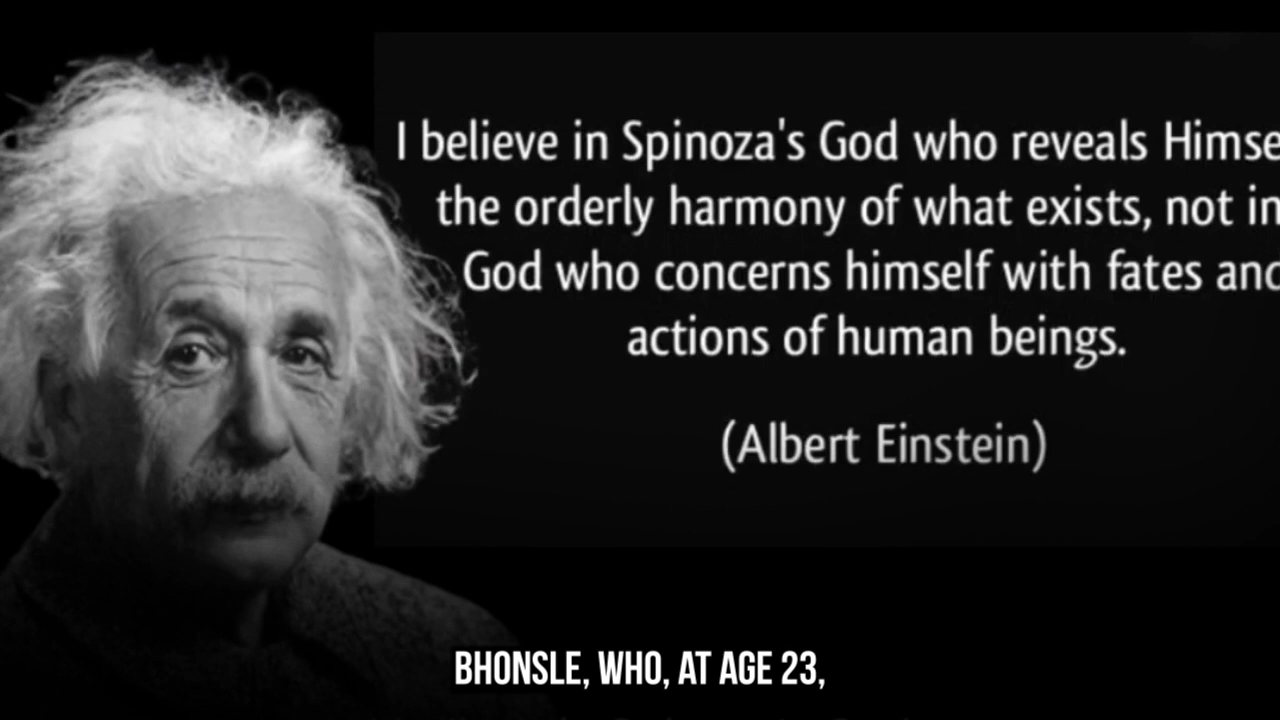 I believe in Spinoza's God who reveals Himse
the orderly harmony of what exists, not in
God who concerns himself with fates and
actions of human beings.
(Albert Einstein)
BHONSLE, WHO, AT AGE 23,